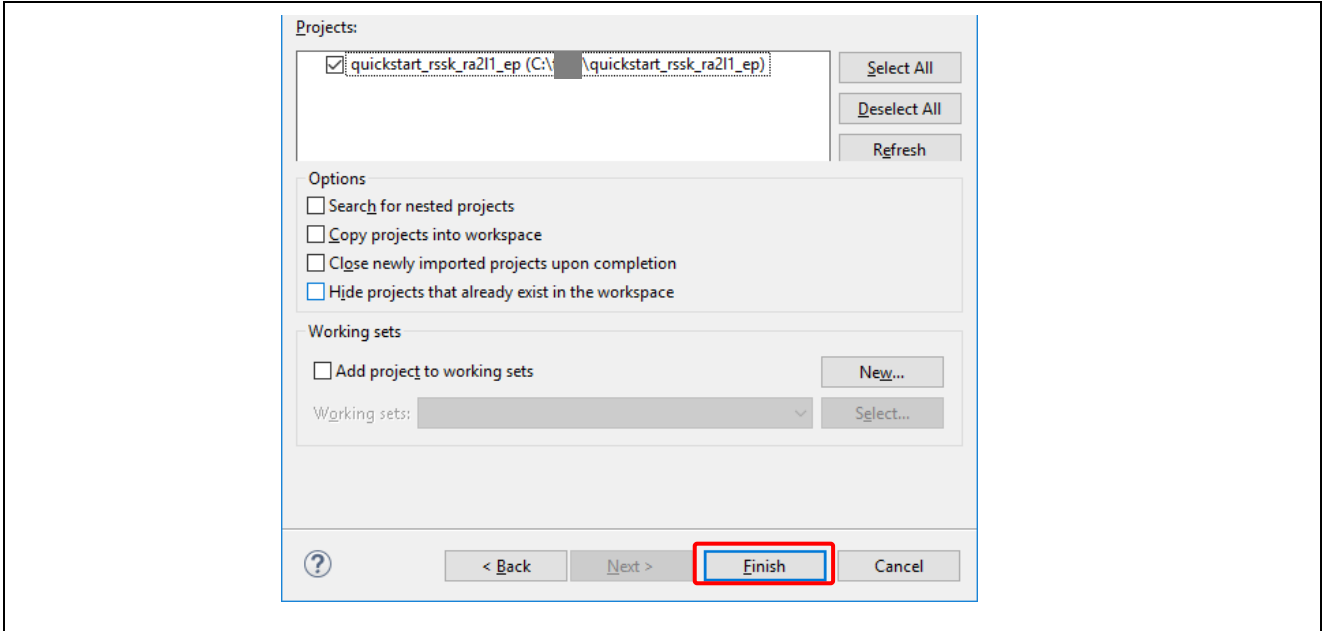 Projects:
quickstart_rssk_ra2l1_ep (C:\ \quickstart_rssk_ra2l1_ep)
Select All
Deselect All
Refresh
Options
Search for nested projects
Copy projects into workspace
Close newly imported projects upon completion
Hide projects that already exist in the workspace
Working sets
Add project to working sets
New...
Working sets:
Select...
?
< Back
Next >
Finish
Cancel